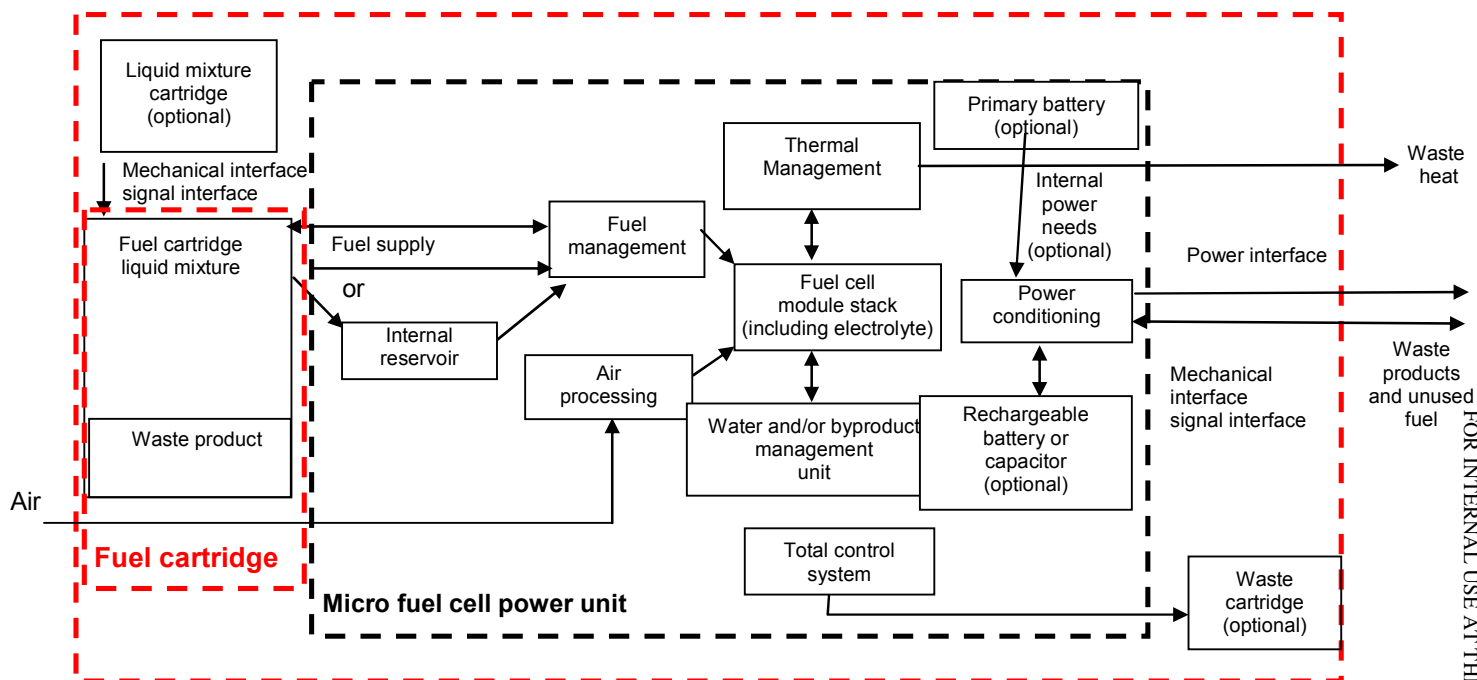 Liquid mixture
cartridge
(optional)
Mechanical interface
signal interface
Fuel cartridge
liquid mixture
Waste product
Air
Fuel cartridge
Fuel supply
or
Internal
reservoir
Fuel
management
Air
processing
Micro fuel cell power unit
Thermal
Management
Fuel cell
module stack
(including electrolyte)
Water and/or byproduct
management
unit
Total control
system
Primary battery
(optional)
Internal
power
needs
(optional)
Power
conditioning
Rechargeable
battery or
capacitor
(optional)
Waste
heat
Power interface
Mechanical
interface
signal interface
Waste
products
and unused
fuel
Waste
cartridge
(optional)
FOR INTERNAL USE AT THE